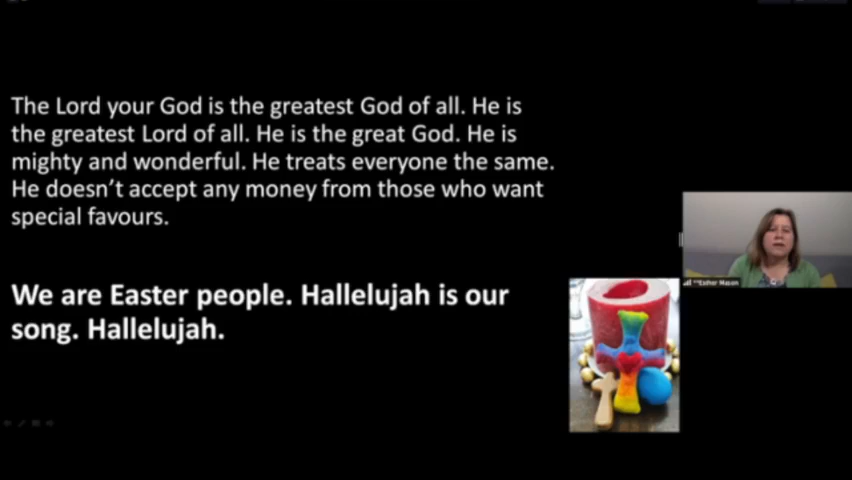 The Lord your God is the greatest God of all. He is
the greatest Lord of all. He is the great God. He is
mighty and wonderful. He treats everyone the same.
He doesn't accept any money from those who want
special favours.
We are Easter people. Hallelujah is our
song. Hallelujah.
**Esther Mason